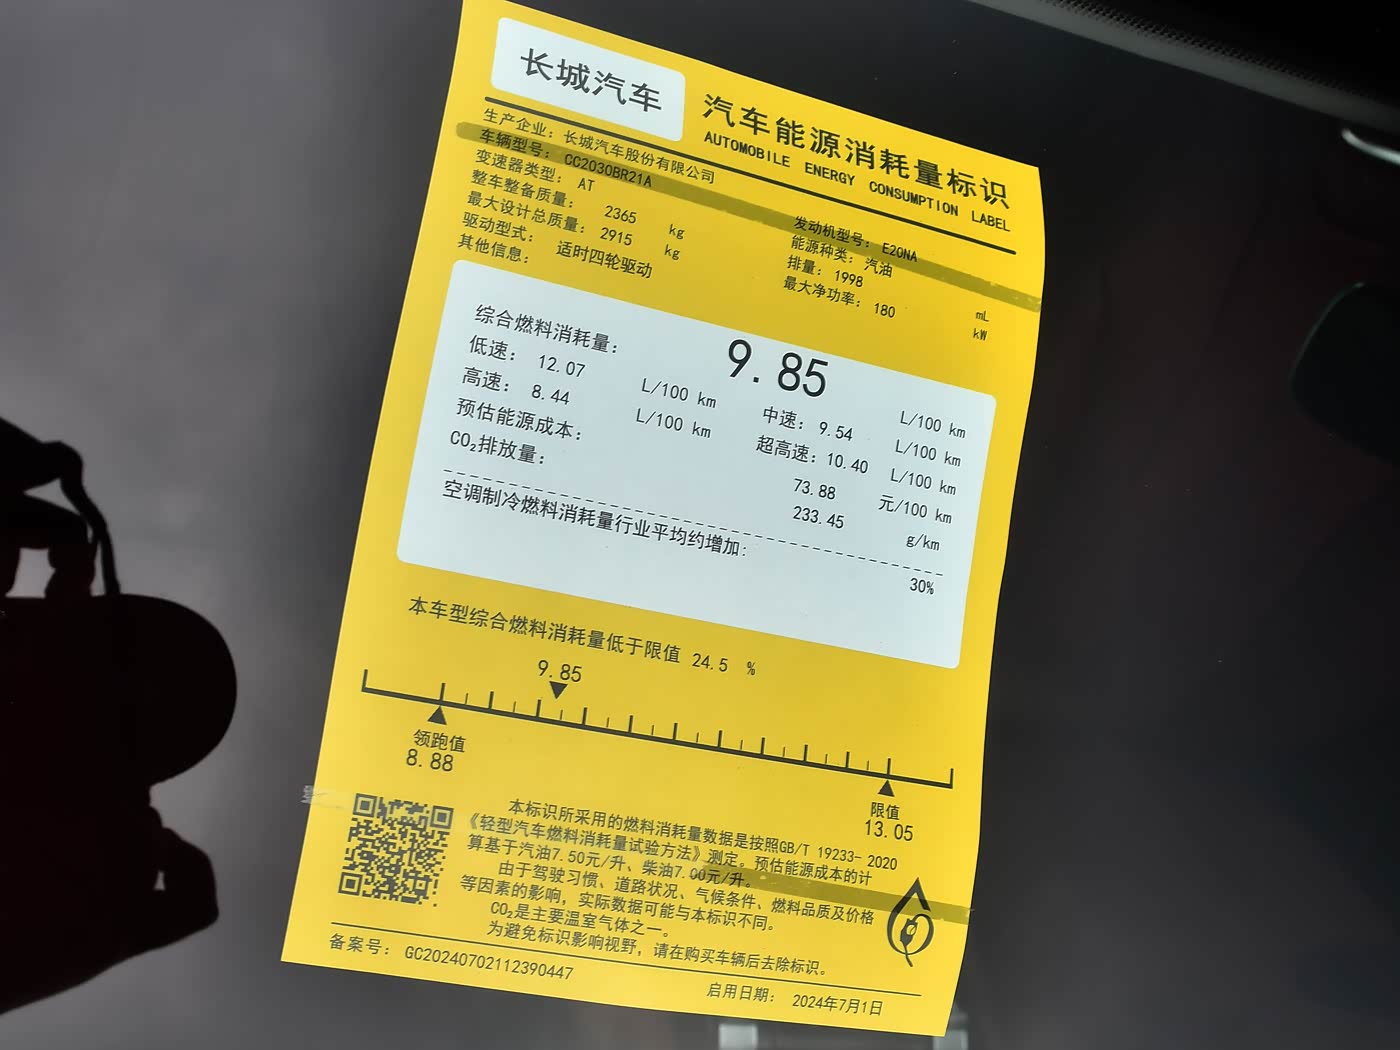 长城汽车
汽车能源消耗量标识
AUTOMOBILE ENERGY CONSUMPTION LABEL
生产企业：长城汽车股份有限公司
车辆型号：CC2030BR21A 发动机型号：E20NA
变速器类型：AT 能源种类：汽油
整车整备质量：2365 kg 排量：1998 mL
最大设计总质量：2915 kg 最大净功率：180 kW
驱动型式：适时四轮驱动
其他信息：
综合燃料消耗量：9.85 L/100 km
低速：12.07 L/100 km 中速：9.54 L/100 km
高速：8.44 L/100 km 超高速：10.40 L/100 km
预估能源成本：73.88 元/100 km
CO₂排放量：233.45 g/km
空调制冷燃料消耗量行业平均约增加：30%
本车型综合燃料消耗量低于限值 24.5 %
9.85
领跑值
8.88
限值
13.05
本标识所采用的燃料消耗量数据是按照GB/T 19233-2020
《轻型汽车燃料消耗量试验方法》测定。预估能源成本的计
算基于汽油7.50元/升、柴油7.00元/升。
由于驾驶习惯、道路状况、气候条件、燃料品质及价格
等因素的影响，实际数据可能与本标识不同。
CO₂是主要温室气体之一。
为避免标识影响视野，请在购买车辆后去除标识。
备案号：GC20240702112390447
启用日期：2024年7月1日